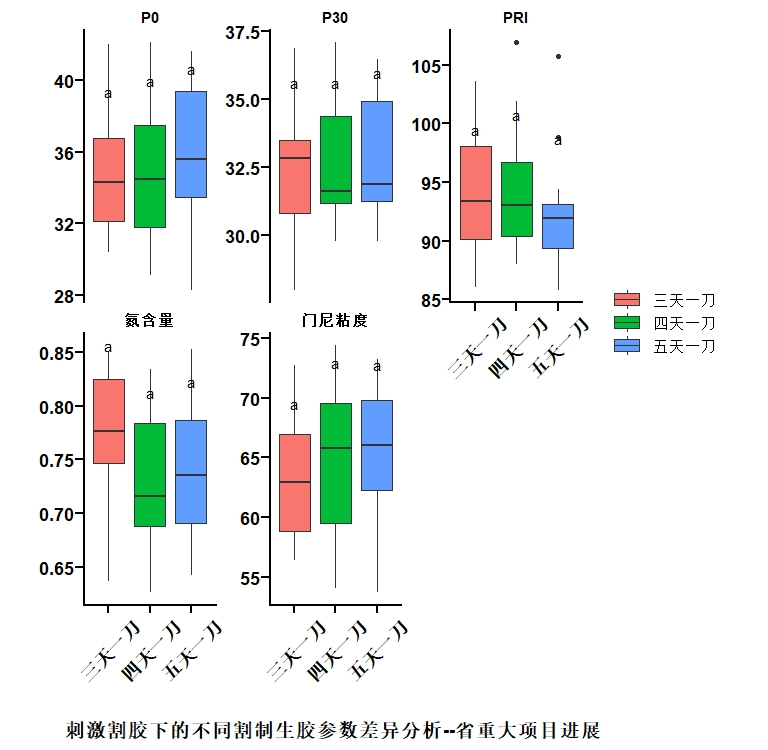 P0
P30
PRI
40
36
32
28
a
a
a
37.5
35.0
32.5
30.0
a
a
a
105
100
95
90
85
a
a
a
三天一刀
四天一刀
五天一刀
三天一刀
四天一刀
五天一刀
氮含量
门尼粘度
0.85
0.80
0.75
0.70
0.65
a
a
a
75
70
65
60
55
a
a
a
三天一刀
四天一刀
五天一刀
三天一刀
四天一刀
五天一刀
刺激割胶下的不同割制生胶参数差异分析--省重大项目进展